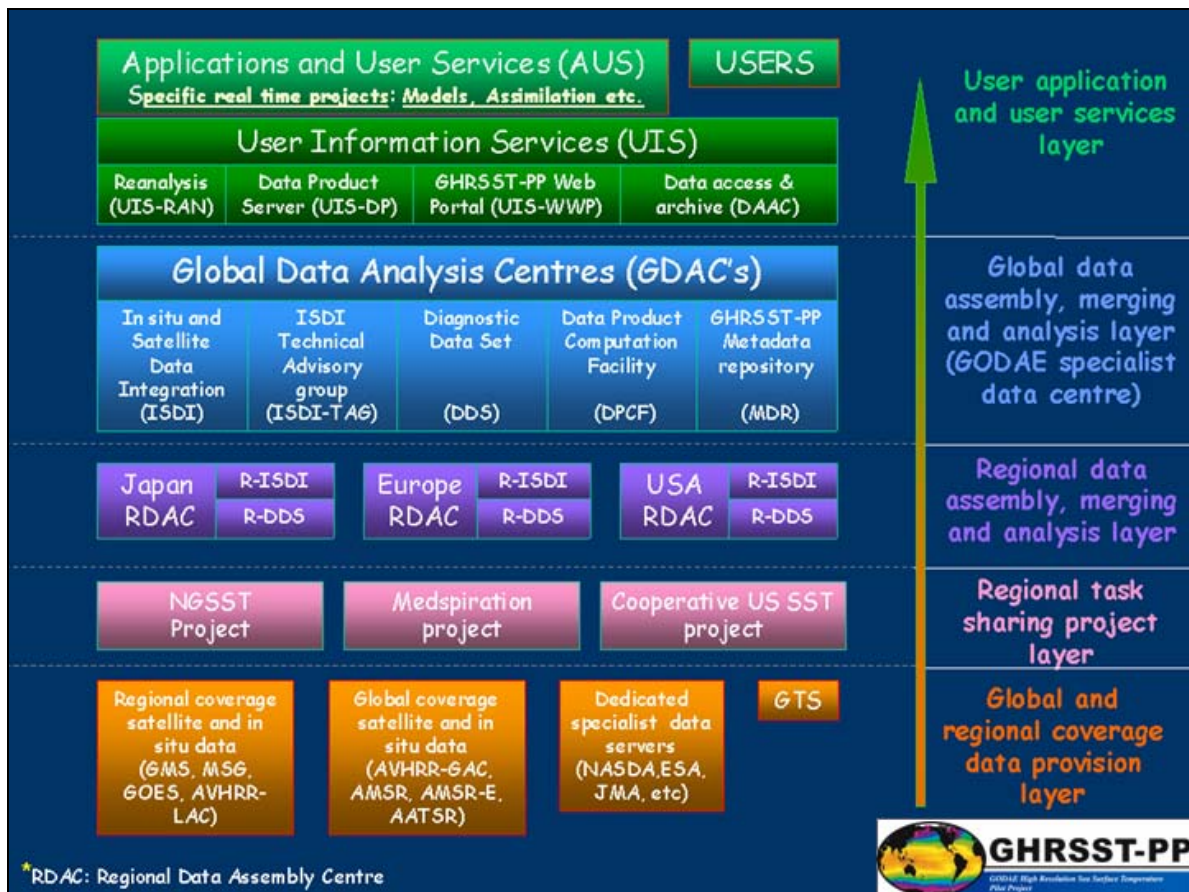 Applications and User Services (AUS)
Specific real time projects: Models, Assimilation etc.
USERS
User application
and user services
layer
User Information Services (UIS)
Reanalysis
(UIS-RAN)
Data Product
Server (UIS-DP)
GHRSST-PP Web
Portal (UIS-WWP)
Data access &
archive (DAAC)
Global Data Analysis Centres (GDAC's)
In situ and
Satellite
Data
Integration
(ISDI)
ISDI
Technical
Advisory
group
(ISDI-TAG)
Diagnostic
Data Set
(DDS)
Data Product
Computation
Facility
(DPCF)
GHRSST-PP
Metadata
repository
(MDR)
Global data
assembly, merging
and analysis layer
(GODAE specialist
data centre)
Japan
RDAC
R-ISDI
R-DDS
Europe
RDAC
R-ISDI
R-DDS
USA
RDAC
R-ISDI
R-DDS
Regional data
assembly, merging
and analysis layer
NGSST
Project
Medspiration
project
Cooperative US SST
project
Regional task
sharing project
layer
Regional coverage
satellite and in
situ data
(GMS, MSG,
GOES, AVHRR-
LAC)
Global coverage
satellite and in
situ data
(AVHRR-GAC,
AMSR, AMSR-E,
AATSR)
Dedicated
specialist data
servers
(NASDA,ESA,
JMA, etc)
GTS
Global and
regional coverage
data provision
layer
*RDAC: Regional Data Assembly Centre
GHRSST-PP
GODAE High Resolution Sea Surface Temperature
Pilot Project